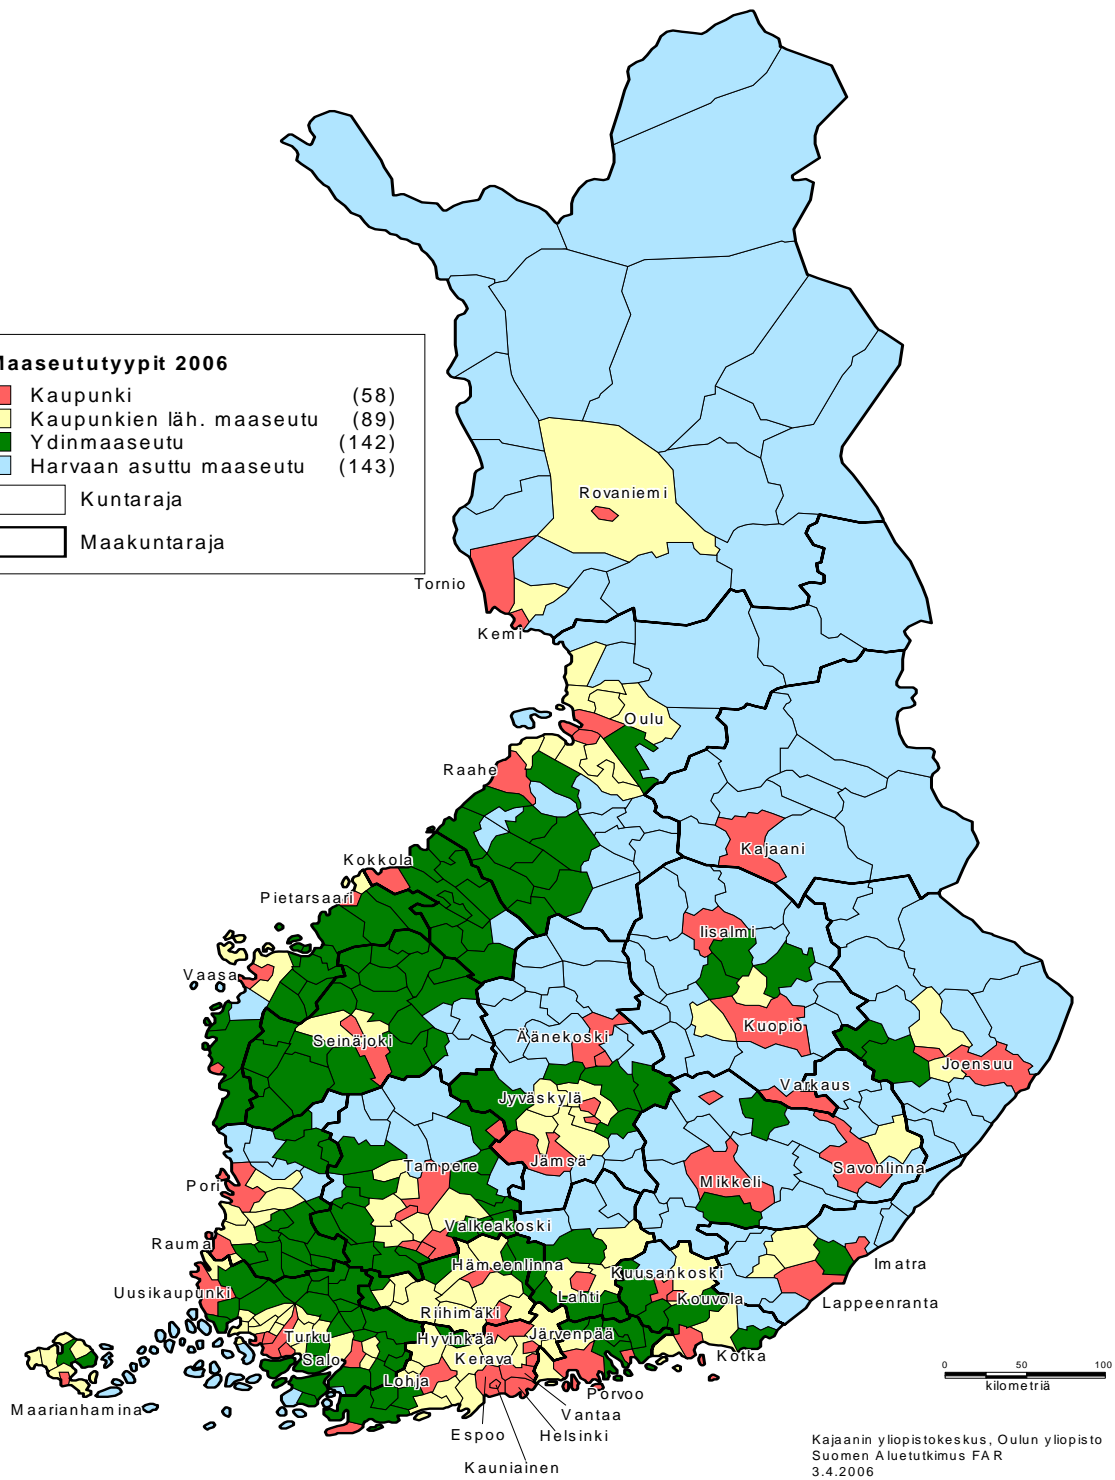 Maaseututyypit 2006
Kaupunki (58)
Kaupunkien läh. maaseutu (89)
Ydinmaaseutu (142)
Harvaan asuttu maaseutu (143)
Kuntaraja
Maakuntaraja
Rovaniemi
Tornio
Kemi
Oulu
Raahe
Kajaani
Kokkola
Pietarsaari
Iisalmi
Vaasa
Kuopio
Seinäjoki
Äänekoski
Joensuu
Varkaus
Jyväskylä
Jämsä
Tampere
Savonlinna
Mikkeli
Pori
Valkeakoski
Rauma
Hämeenlinna
Imatra
Kuusankoski
Uusikaupunki
Lahti
Kouvola
Lappeenranta
Riihimäki
Turku
Hyvinkää
Järvenpää
Salo
Kerava
Kotka
Lohja
Porvoo
Maarianhamina
Vantaa
Espoo
Helsinki
Kauniainen
0 50 100
kilometriä
Kajaanin yliopistokeskus, Oulun yliopisto
Suomen Aluetutkimus FAR
3.4.2006